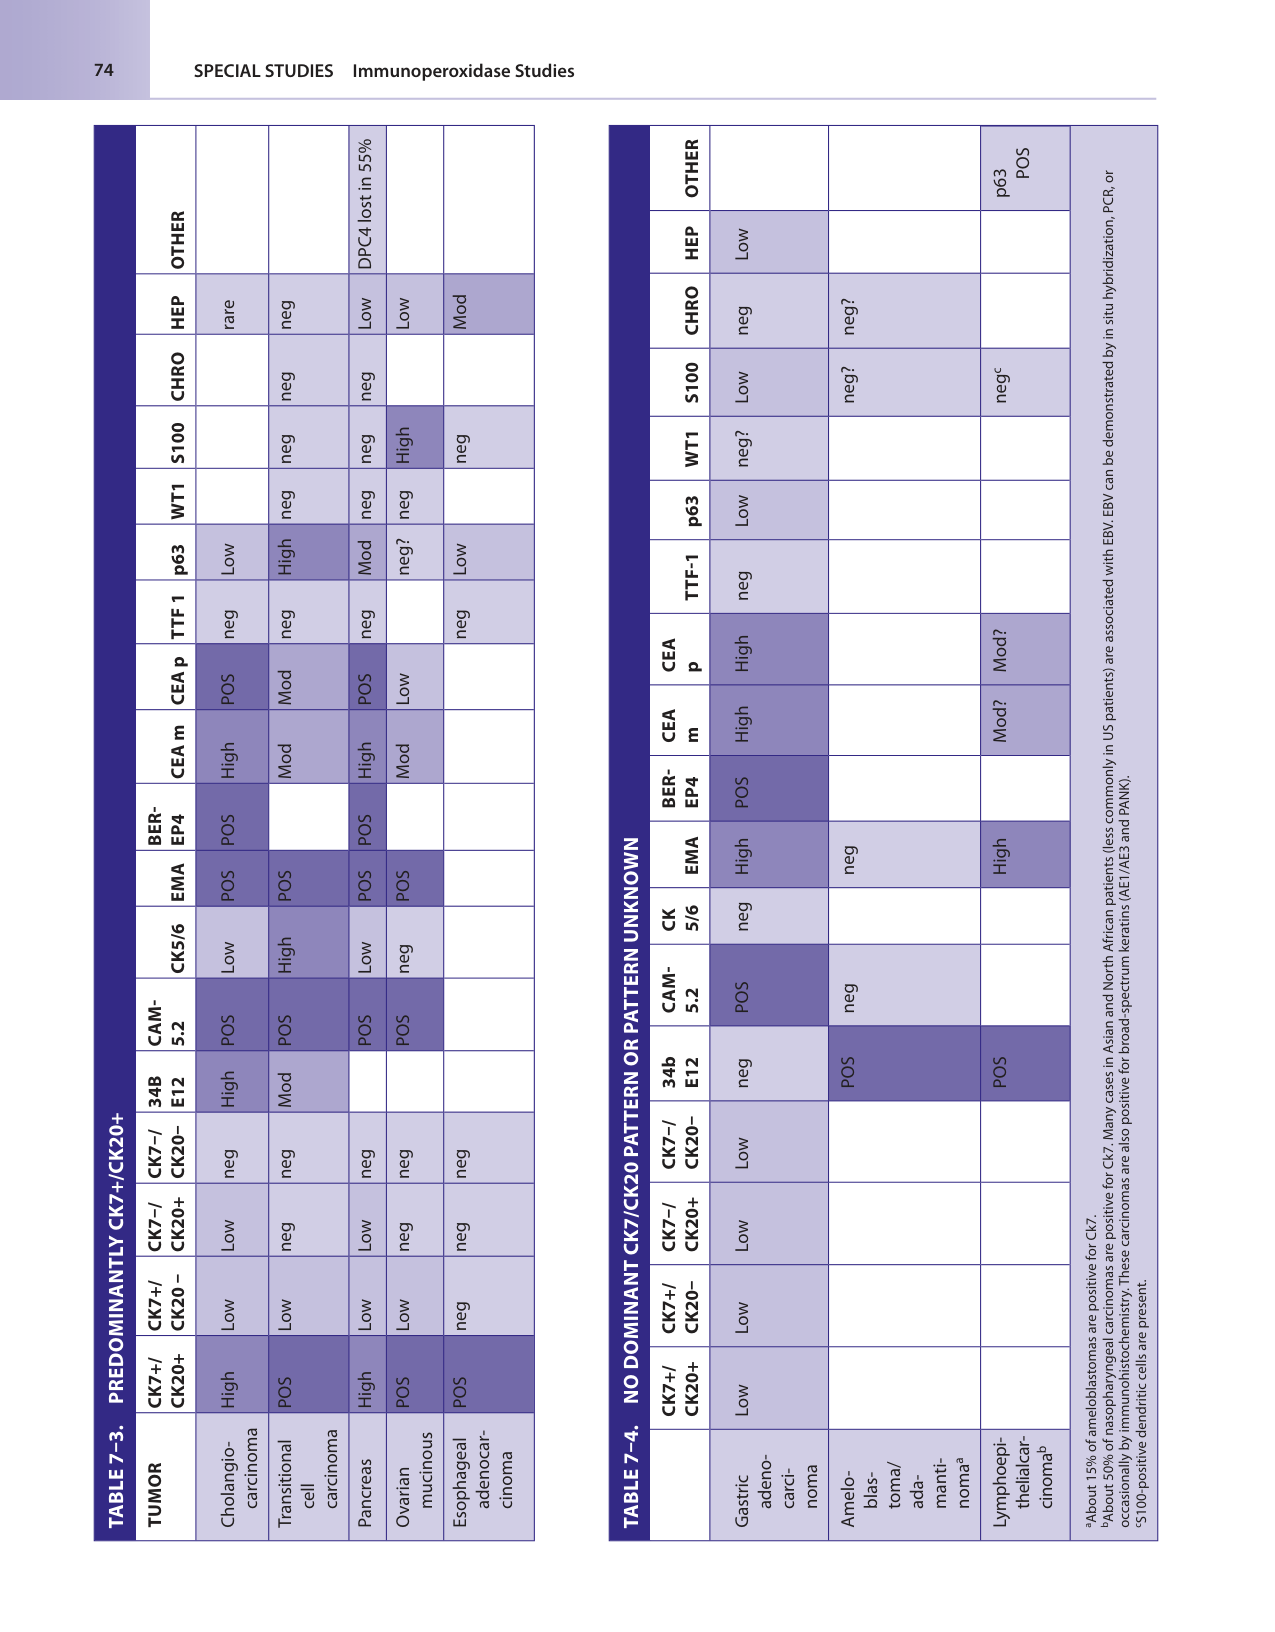 74
SPECIAL STUDIES Immunoperoxidase Studies
TABLE 7–3. PREDOMINANTLY CK7+/CK20+
TUMOR CK7+/CK20+ CK7+/CK20– CK7–/CK20+ CK7–/CK20– 34B E12 CAM-5.2 CK5/6 EMA BER-EP4 CEA m CEA p TTF 1 p63 WT1 S100 CHRO HEP OTHER
Cholangio-carcinoma High Low Low neg High POS Low POS POS High POS neg Low rare
Transitional cell carcinoma POS Low neg neg Mod POS High POS Mod Mod neg High neg neg neg neg
Pancreas High Low Low neg POS Low POS POS High POS neg Mod neg neg neg Low DPC4 lost in 55%
Ovarian mucinous POS Low neg neg POS neg POS Mod Low neg? neg High Low
Esophageal adenocar-cinoma POS neg neg neg neg Low neg Mod
TABLE 7–4. NO DOMINANT CK7/CK20 PATTERN OR PATTERN UNKNOWN
CK7+/CK20+ CK7+/CK20– CK7–/CK20+ CK7–/CK20– 34b E12 CAM-5.2 CK 5/6 EMA BER-EP4 CEA m CEA p TTF-1 p63 WT1 S100 CHRO HEP OTHER
Gastric adeno-carci-noma Low Low Low Low neg POS neg High POS High High neg Low neg? Low neg Low
Amelo-blas-toma/ada-manti-nomaᵃ POS neg neg neg? neg?
Lymphoepi-thelialcar-cinomaᵇ POS High Mod? Mod? negᶜ p63 POS
ᵃAbout 15% of ameloblastomas are positive for Ck7.
ᵇAbout 50% of nasopharyngeal carcinomas are positive for Ck7. Many cases in Asian and North African patients (less commonly in US patients) are associated with EBV. EBV can be demonstrated by in situ hybridization, PCR, or
occasionally by immunohistochemistry. These carcinomas are also positive for broad-spectrum keratins (AE1/AE3 and PANK).
ᶜS100-positive dendritic cells are present.